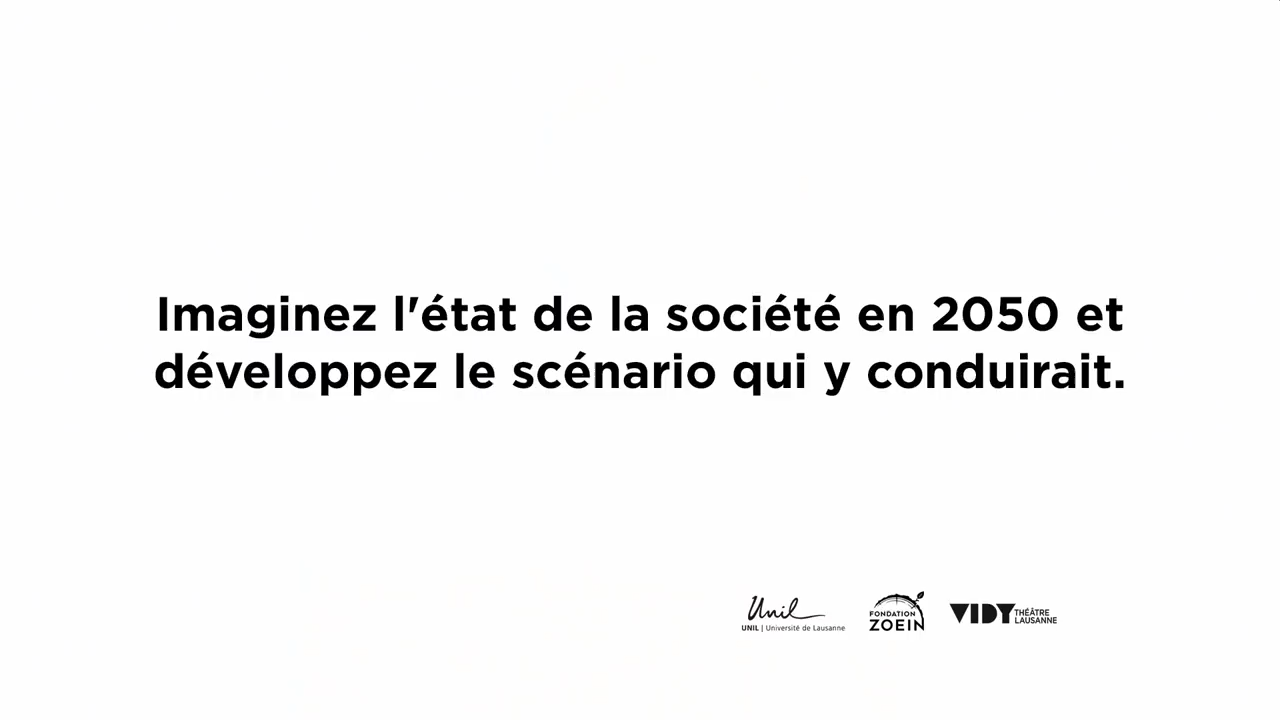 Imaginez l'état de la société en 2050 et
développez le scénario qui y conduirait.
Unil
UNIL | Université de Lausanne
FONDATION
ZOEIN
VIDY THÉÂTRE
LAUSANNE